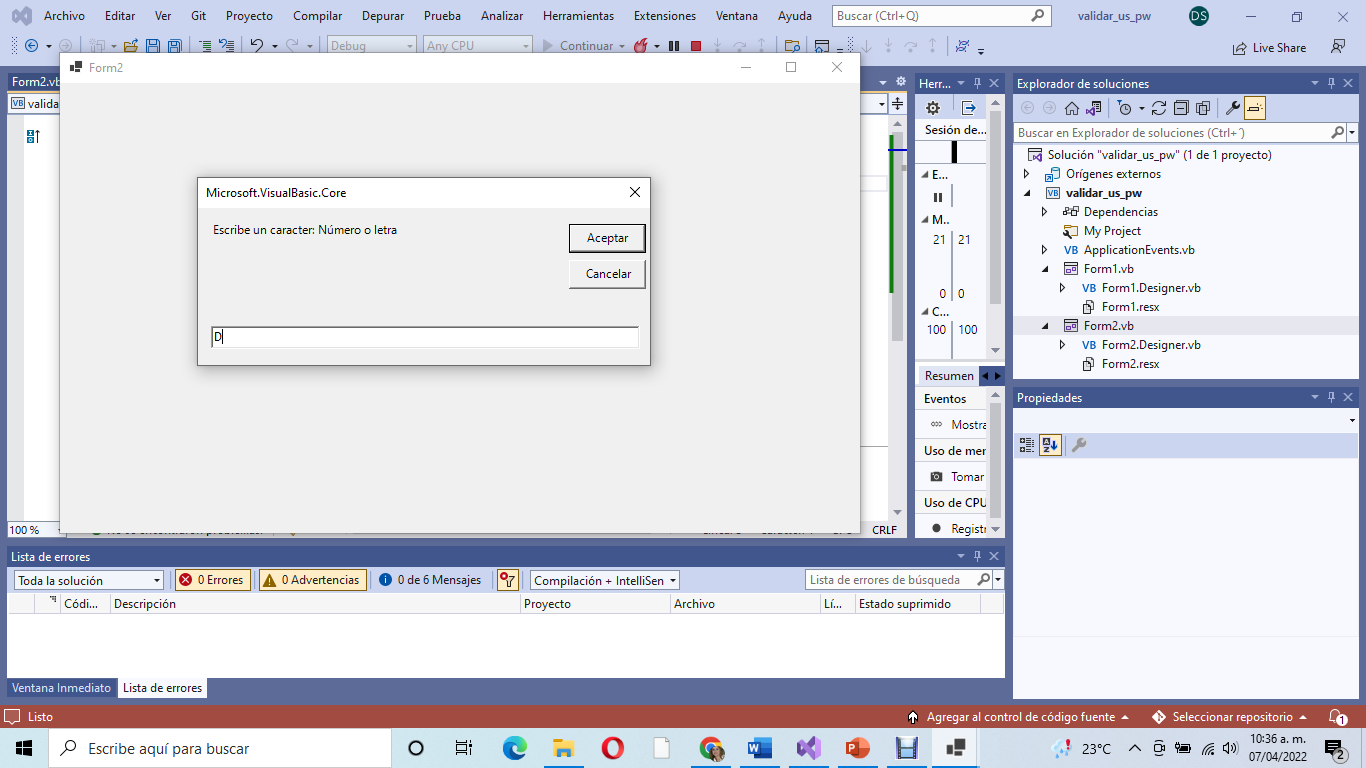 Archivo Editar Ver Git Proyecto Compilar Depurar Prueba Analizar Herramientas Extensiones Ventana Ayuda Buscar (Ctrl+Q) validar_us_pw DS
Debug Any CPU Continuar Live Share
Form2
Form2.vb
valida
Microsoft.VisualBasic.Core
Escribe un caracter: Número o letra
Aceptar
Cancelar
D
100 %
CRLF
Herr...
Sesión de...
E...
M..
21 21
0 0
C...
100 100
Resumen
Eventos
Mostra
Uso de mer
Tomar
Uso de CPU
Registr
Explorador de soluciones
Buscar en Explorador de soluciones (Ctrl+´)
Solución "validar_us_pw" (1 de 1 proyecto)
Orígenes externos
validar_us_pw
Dependencias
My Project
ApplicationEvents.vb
Form1.vb
Form1.Designer.vb
Form1.resx
Form2.vb
Form2.Designer.vb
Form2.resx
Propiedades
Lista de errores
Toda la solución 0 Errores 0 Advertencias 0 de 6 Mensajes Compilación + IntelliSen Lista de errores de búsqueda
Códi... Descripción Proyecto Archivo Lí... Estado suprimido
Ventana Inmediato Lista de errores
Listo Agregar al control de código fuente Seleccionar repositorio 1
Escribe aquí para buscar 23°C 10:36 a. m.
07/04/2022 2